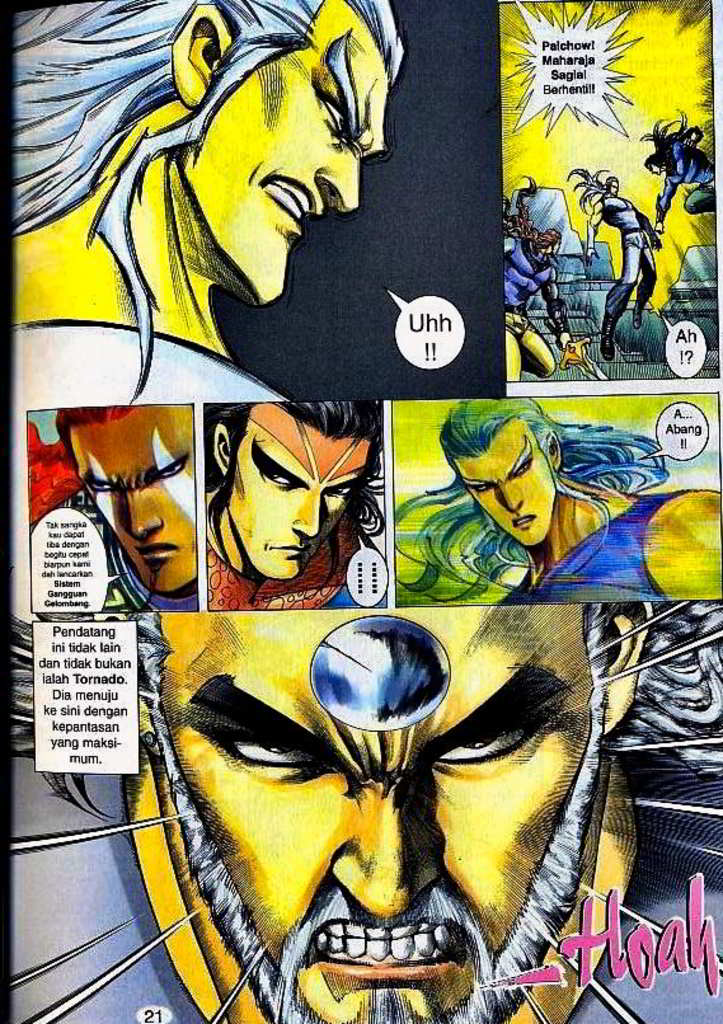 Uhh
!!
Paichow!
Maharaja
Sagial
Berhenti!!
Ah
!?
Tak sangka
kau dapat
tiba dengan
begitu cepat
biarpun kami
dah lancarkan
Sistem
Gangguan
Gelombang.
A...
Abang
!!
Pendatang
ini tidak lain
dan tidak bukan
ialah Tornado.
Dia menuju
ke sini dengan
kepantasan
yang maksi-
mum.
Hoah
21